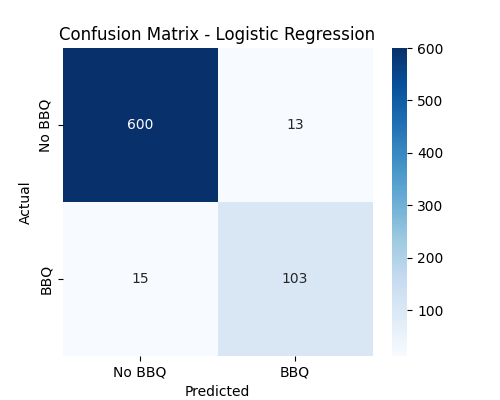 Confusion Matrix - Logistic Regression
Actual
No BBQ
BBQ
600
13
15
103
No BBQ
BBQ
Predicted
600
500
400
300
200
100